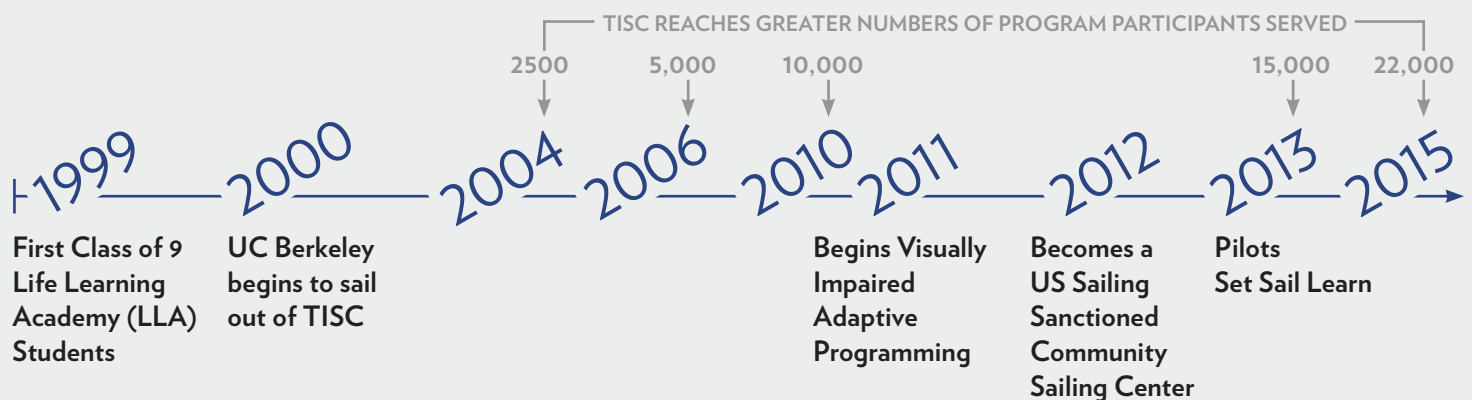 TISC REACHES GREATER NUMBERS OF PROGRAM PARTICIPANTS SERVED
2500 5,000 10,000 15,000 22,000
1999 2000 2004 2006 2010 2011 2012 2013 2015
First Class of 9
Life Learning
Academy (LLA)
Students
UC Berkeley
begins to sail
out of TISC
Begins Visually
Impaired
Adaptive
Programming
Becomes a
US Sailing
Sanctioned
Community
Sailing Center
Pilots
Set Sail Learn